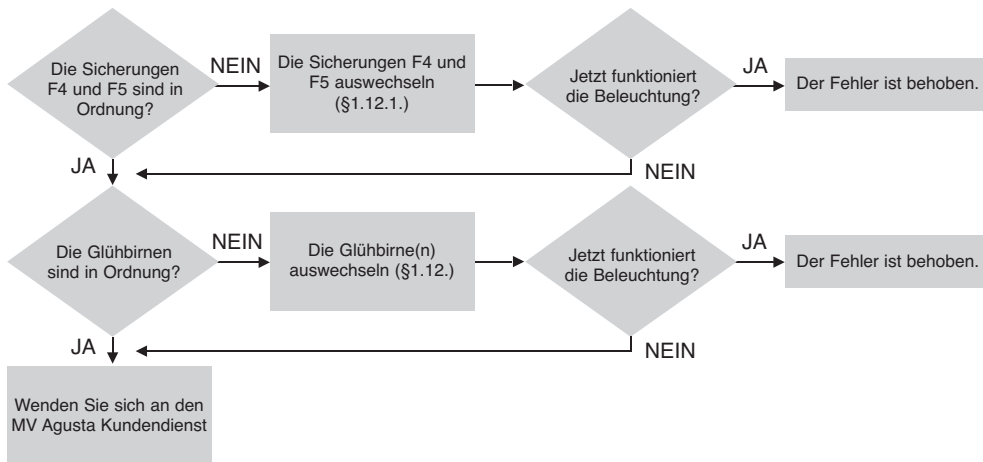 Die Sicherungen
F4 und F5 sind in
Ordnung?
NEIN
Die Sicherungen F4 und
F5 auswechseln
(§1.12.1.)
Jetzt funktioniert
die Beleuchtung?
JA
Der Fehler ist behoben.
JA
NEIN
Die Glühbirnen
sind in Ordnung?
NEIN
Die Glühbirne(n)
auswechseln (§1.12.)
Jetzt funktioniert
die Beleuchtung?
JA
Der Fehler ist behoben.
JA
NEIN
Wenden Sie sich an den
MV Agusta Kundendienst